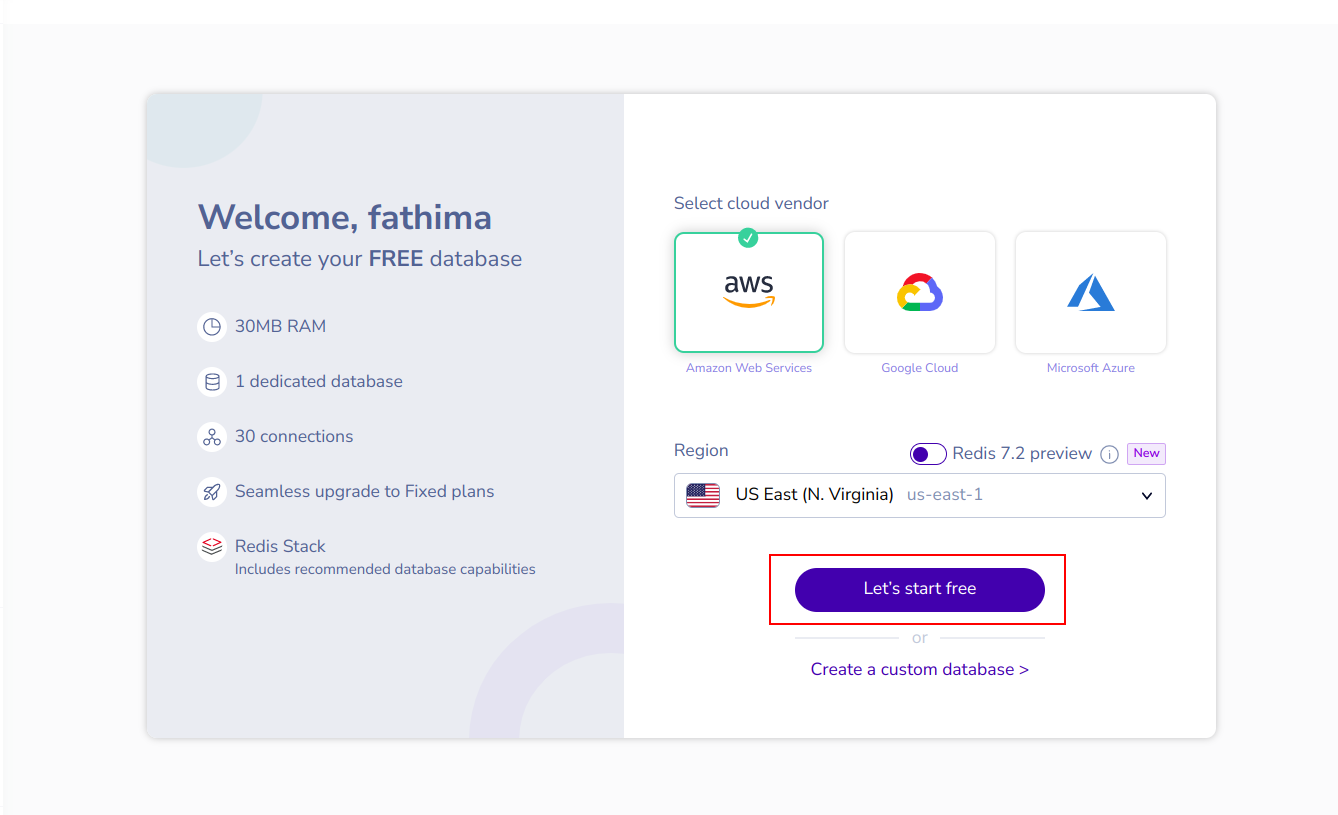 Welcome, fathima
Let's create your FREE database
30MB RAM
1 dedicated database
30 connections
Seamless upgrade to Fixed plans
Redis Stack
Includes recommended database capabilities
Select cloud vendor
aws
Amazon Web Services
Google Cloud
Microsoft Azure
Region
Redis 7.2 preview
i
New
US East (N. Virginia) us-east-1
Let's start free
or
Create a custom database >